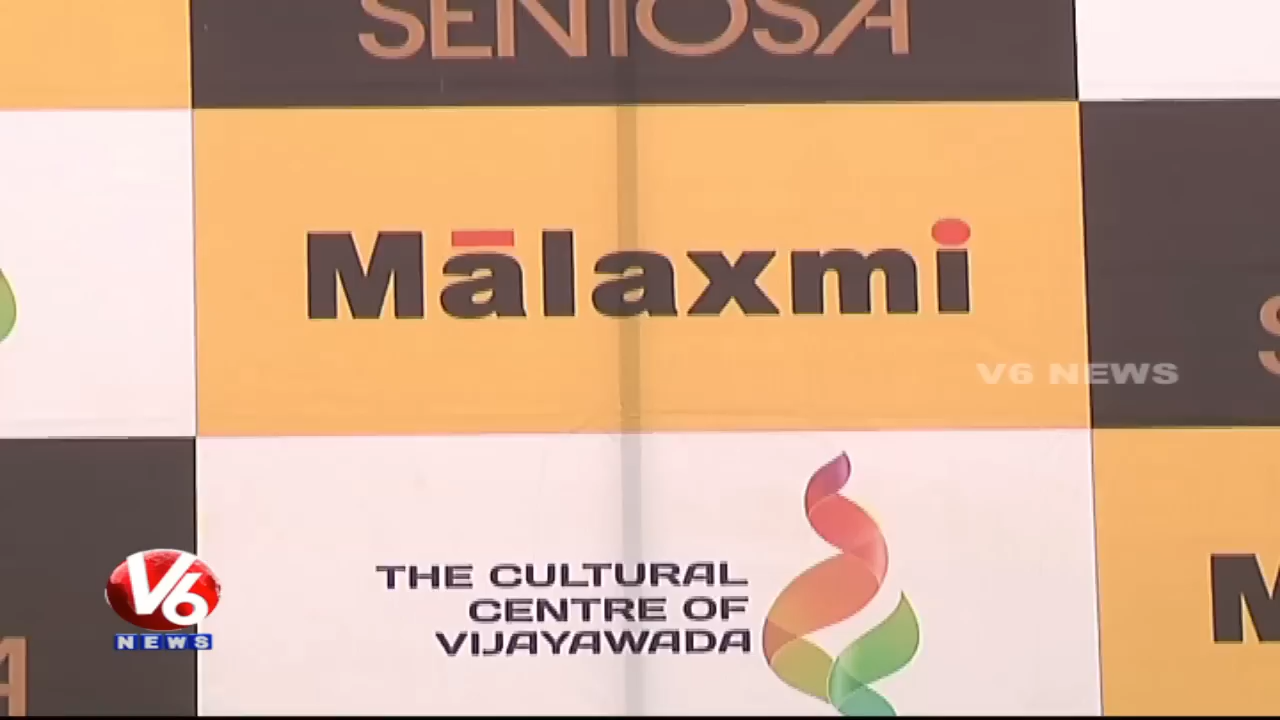 SENTOSA
Mālaxmi
V6 NEWS
THE CULTURAL
CENTRE OF
VIJAYAWADA
V6
NEWS